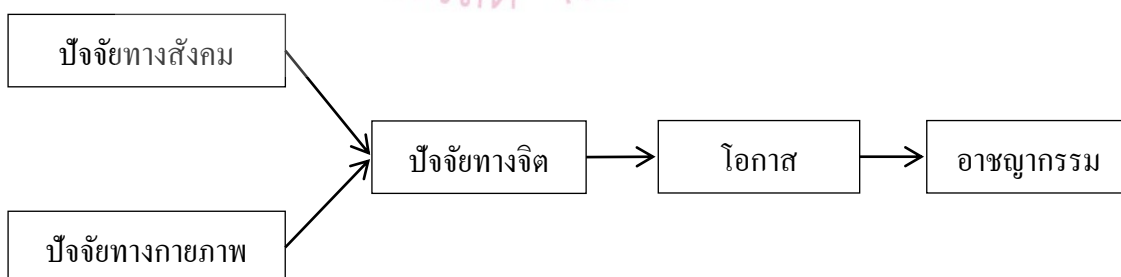 ปัจจัยทางสังคม
ปัจจัยทางจิต
โอกาส
อาชญากรรม
ปัจจัยทางกายภาพ